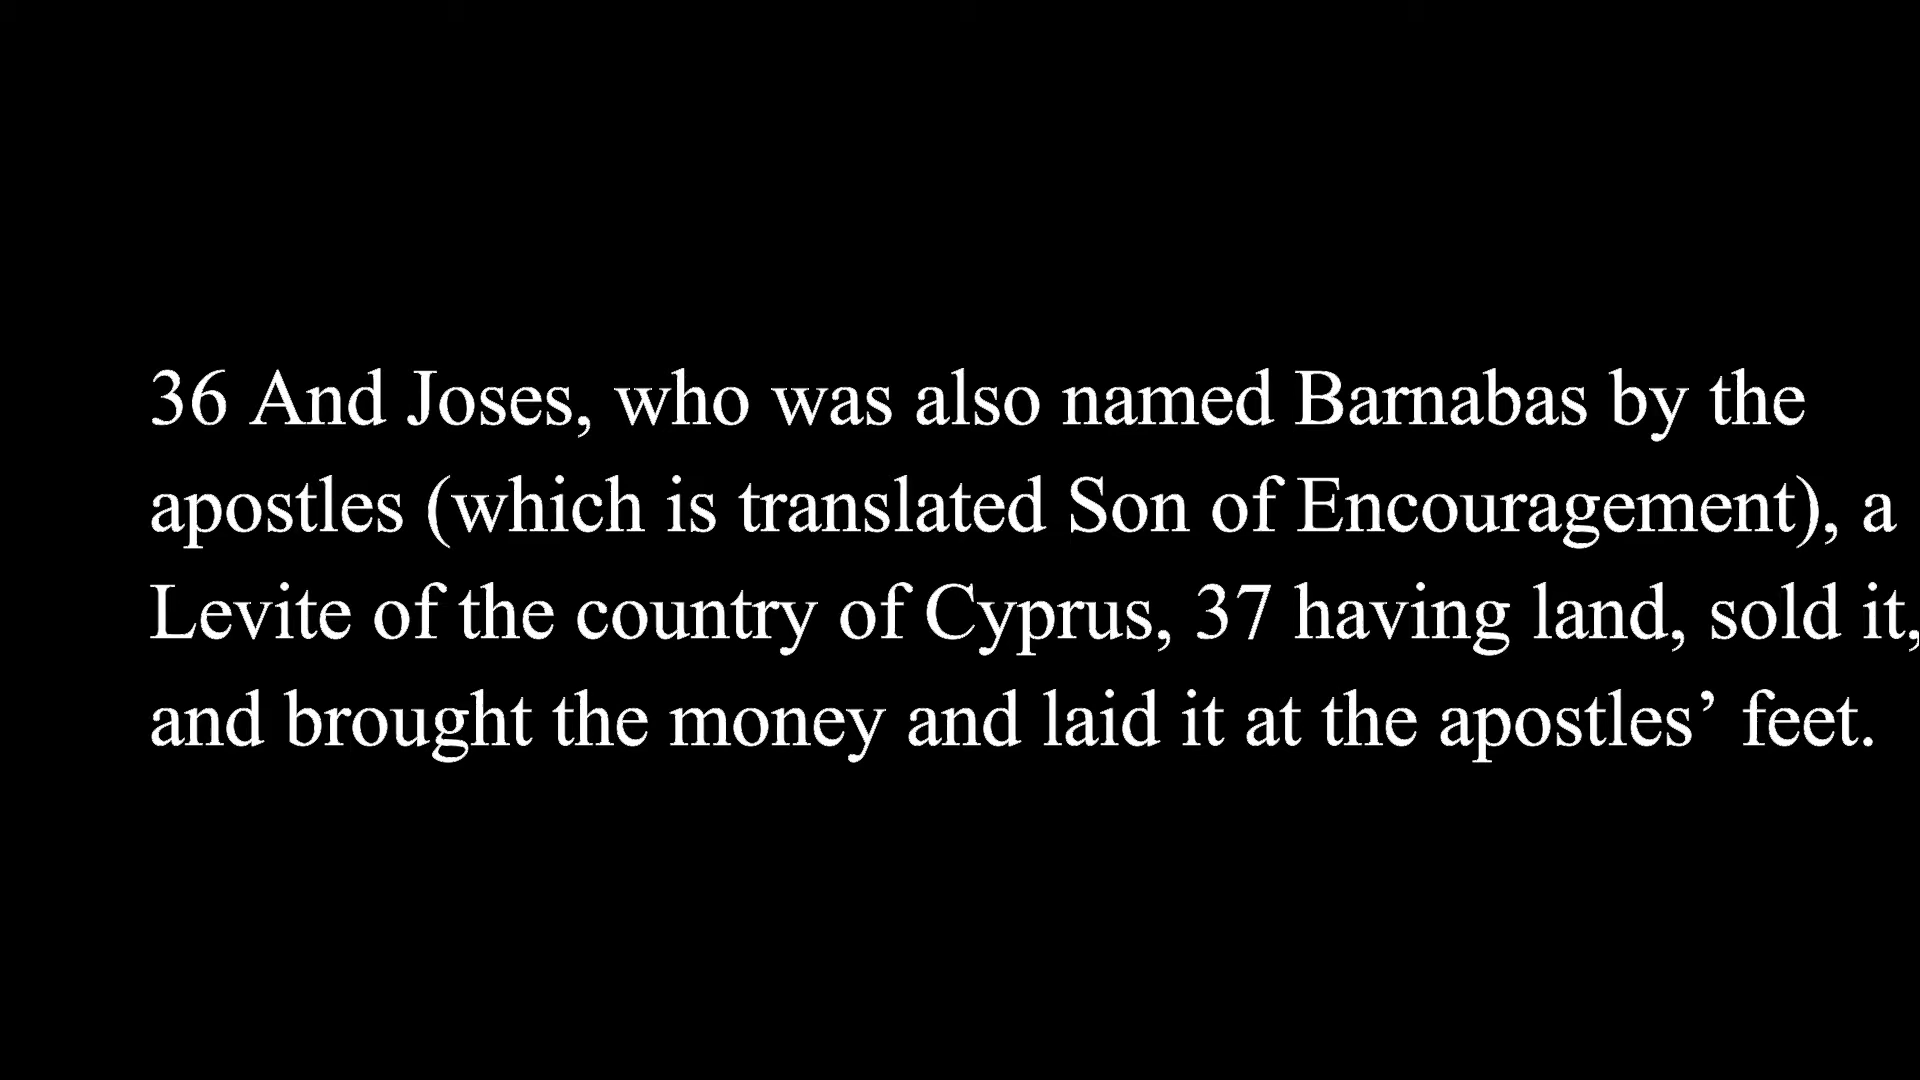 36 And Joses, who was also named Barnabas by the
apostles (which is translated Son of Encouragement), a
Levite of the country of Cyprus, 37 having land, sold it,
and brought the money and laid it at the apostles’ feet.